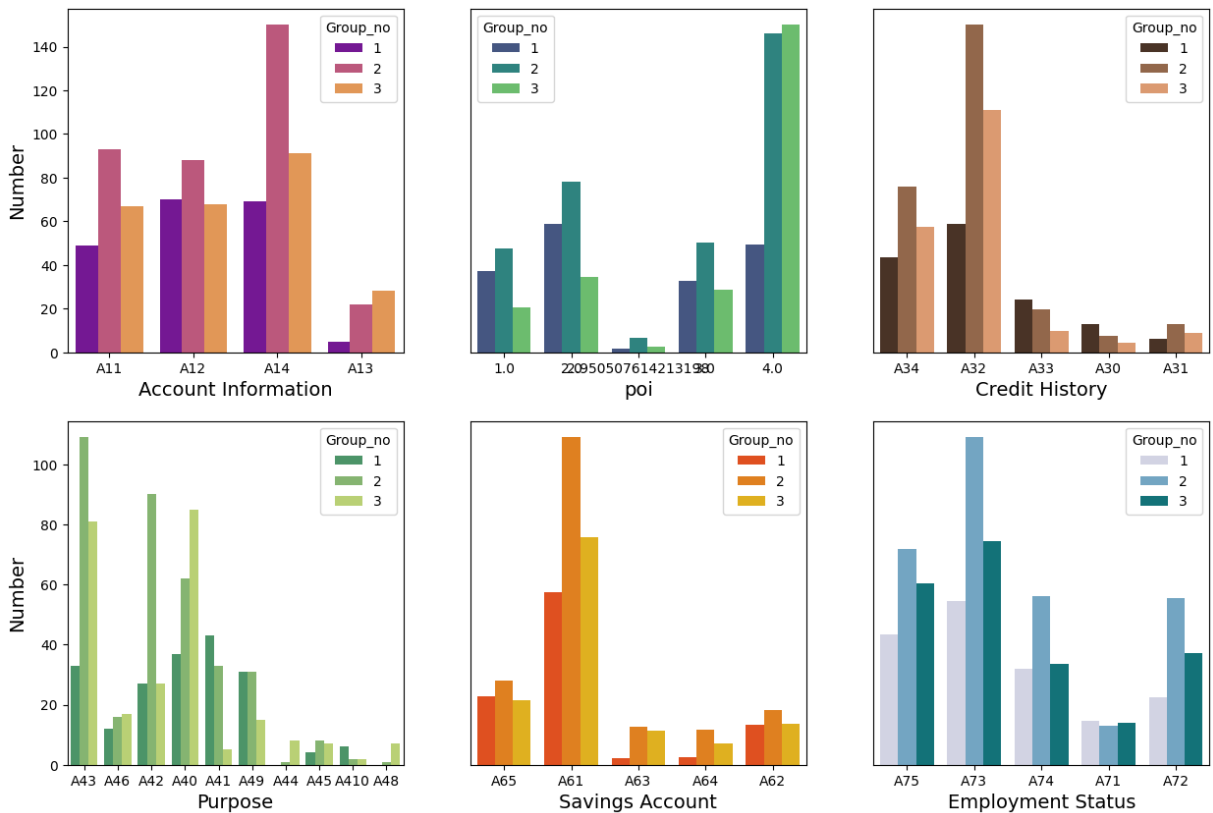 Group_no
1
2
3
140
120
100
80
60
40
20
0
Number
A11 A12 A14 A13
Account Information
Group_no
1
2
3
1.0 2.0 3.0 4.0
poi
Group_no
1
2
3
A34 A32 A33 A30 A31
Credit History
Group_no
1
2
3
100
80
60
40
20
0
Number
A43 A46 A42 A40 A41 A49 A44 A45 A410 A48
Purpose
Group_no
1
2
3
A65 A61 A63 A64 A62
Savings Account
Group_no
1
2
3
A75 A73 A74 A71 A72
Employment Status